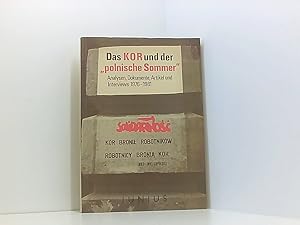 Das KOR und der
„polnische Sommer"
Analysen, Dokumente, Artikel und
Interviews 1976-1981
SOLIDARNOŚĆ
KOR BRONIŁ ROBOTNIKÓW
ROBOTNICY BRONIĄ KOR
JUNIUS